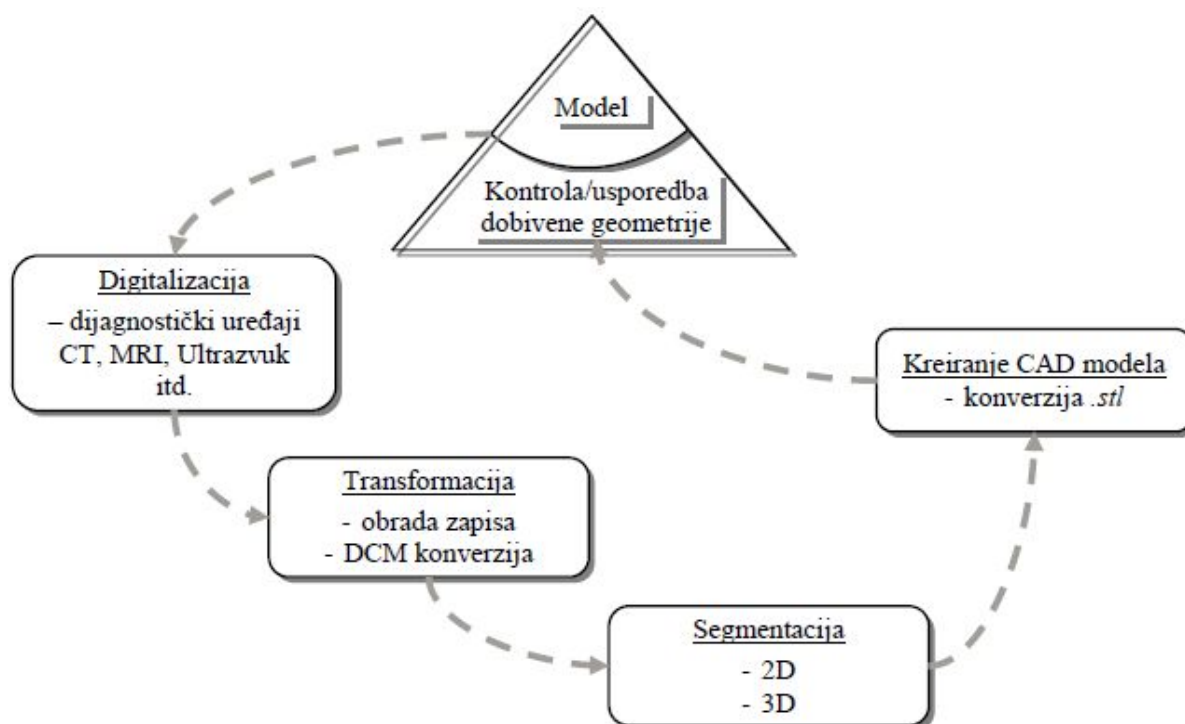 Model
Kontrola/usporedba
dobivene geometrije
Digitalizacija
– dijagnostički uređaji
CT, MRI, Ultrazvuk
itd.
Transformacija
- obrada zapisa
- DCM konverzija
Segmentacija
- 2D
- 3D
Kreiranje CAD modela
- konverzija .stl